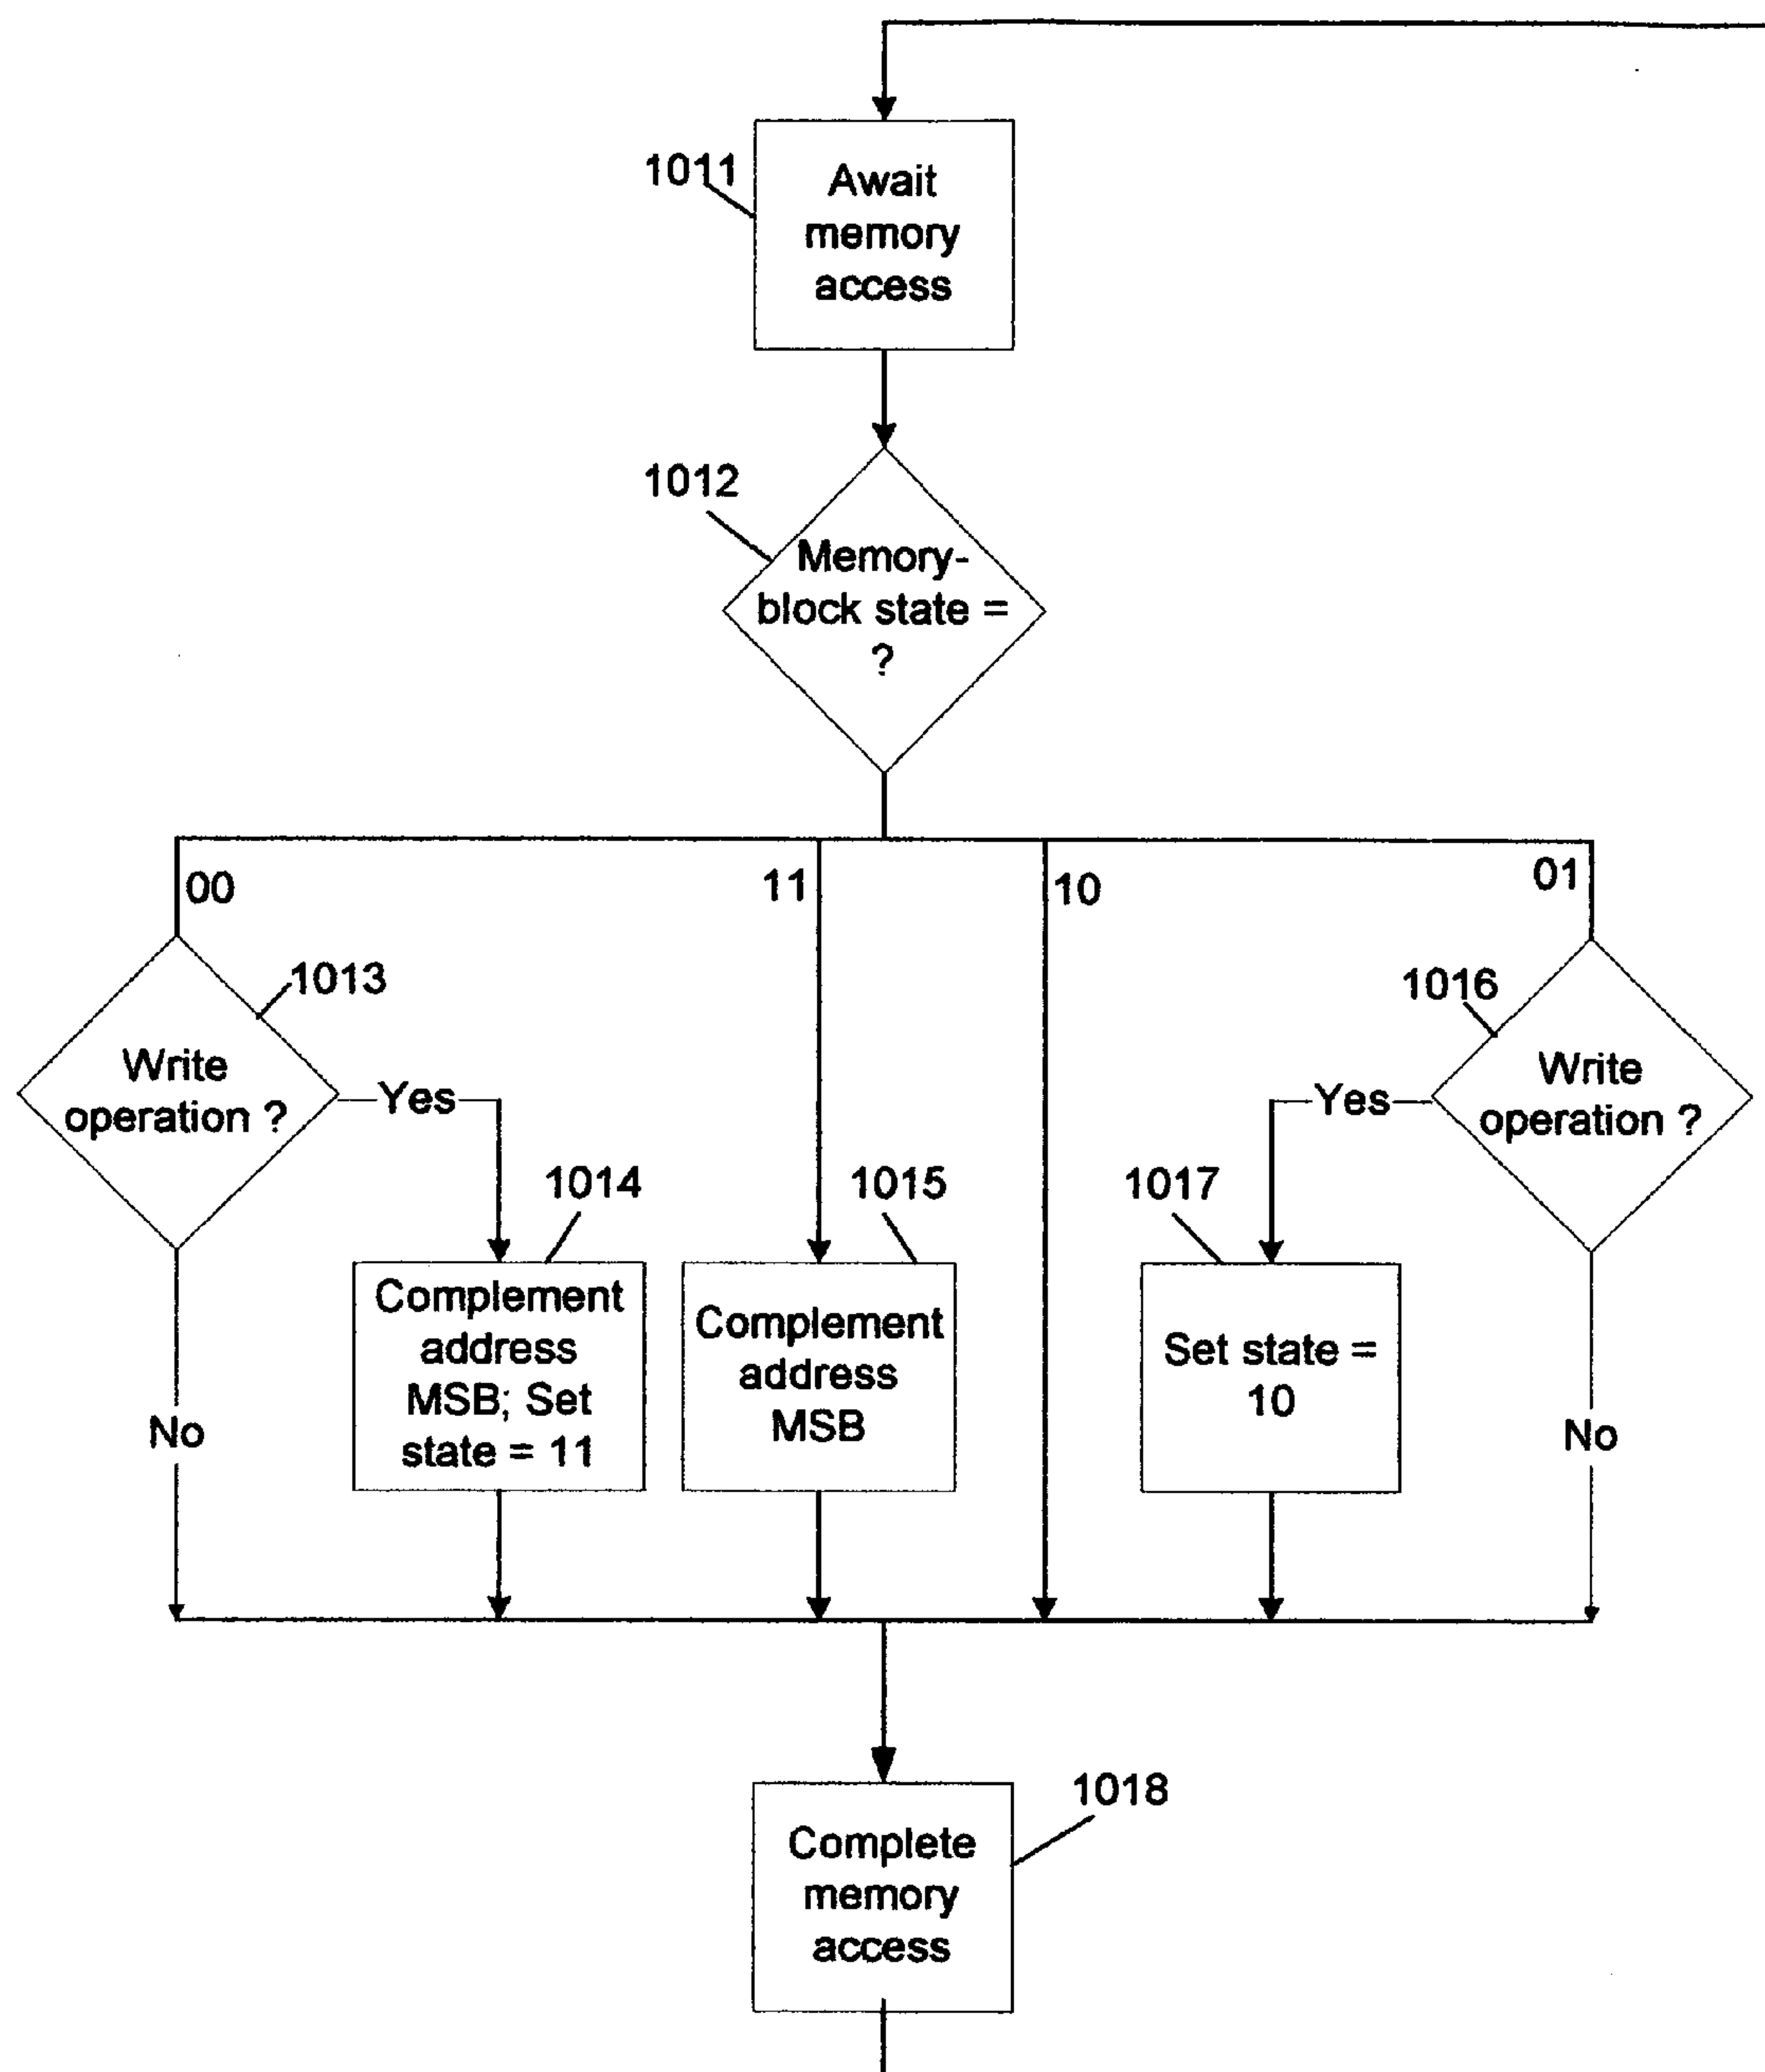 1011
Await
memory
access
1012
Memory-
block state =
?
00
11
10
01
1013
Write
operation ?
Yes
No
1014
Complement
address
MSB; Set
state = 11
1015
Complement
address
MSB
1016
Write
operation ?
Yes
No
1017
Set state =
10
1018
Complete
memory
access